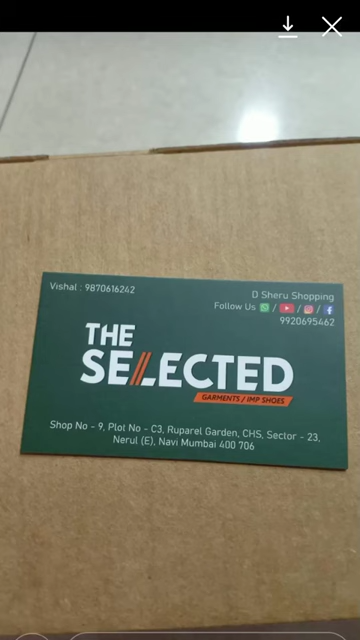 Vishal : 9870616242
D Sheru Shopping
Follow Us / / /
9920695462
THE
SELECTED
GARMENTS / IMP SHOES
Shop No - 9, Plot No - C3, Ruparel Garden, CHS, Sector - 23,
Nerul (E), Navi Mumbai 400 706